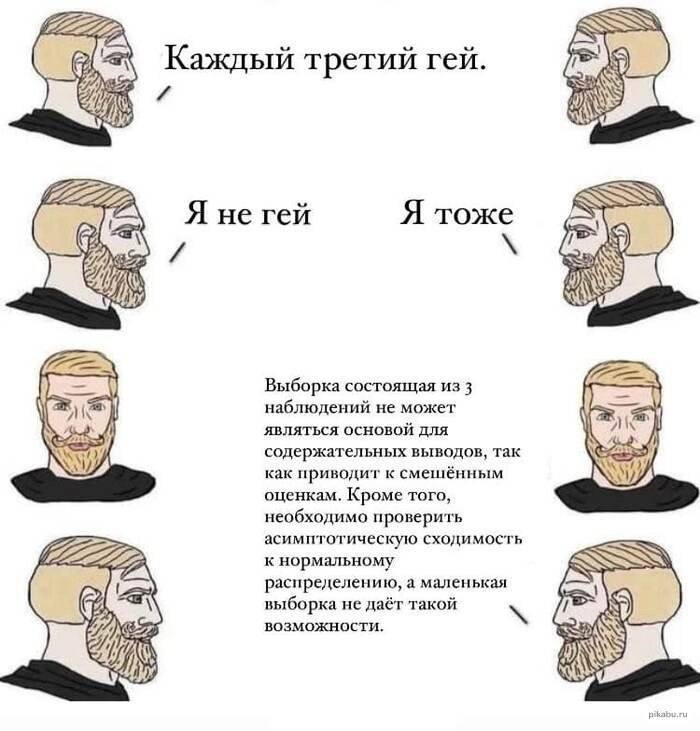 Каждый третий гей.
Я не гей
Я тоже
Выборка состоящая из 3
наблюдений не может
являться основой для
содержательных выводов, так
как приводит к смешённым
оценкам. Кроме того,
необходимо проверить
асимптотическую сходимость
к нормальному
распределению, а маленькая
выборка не даёт такой
возможности.
pikabu.ru